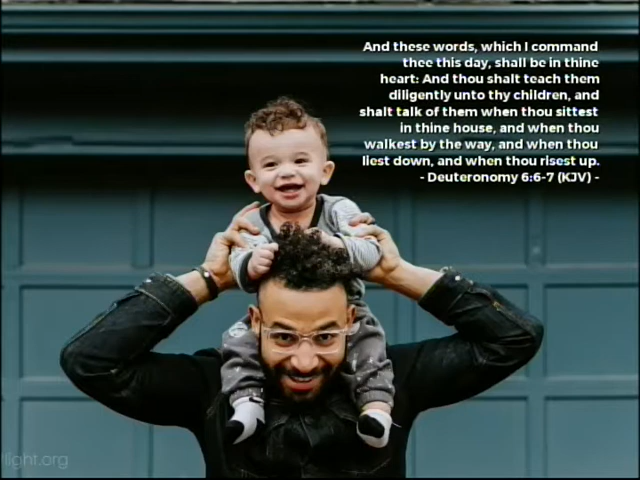 And these words, which I command
thee this day, shall be in thine
heart: And thou shalt teach them
diligently unto thy children, and
shalt talk of them when thou sittest
in thine house, and when thou
walkest by the way, and when thou
liest down, and when thou risest up.
- Deuteronomy 6:6-7 (KJV) -
light.org